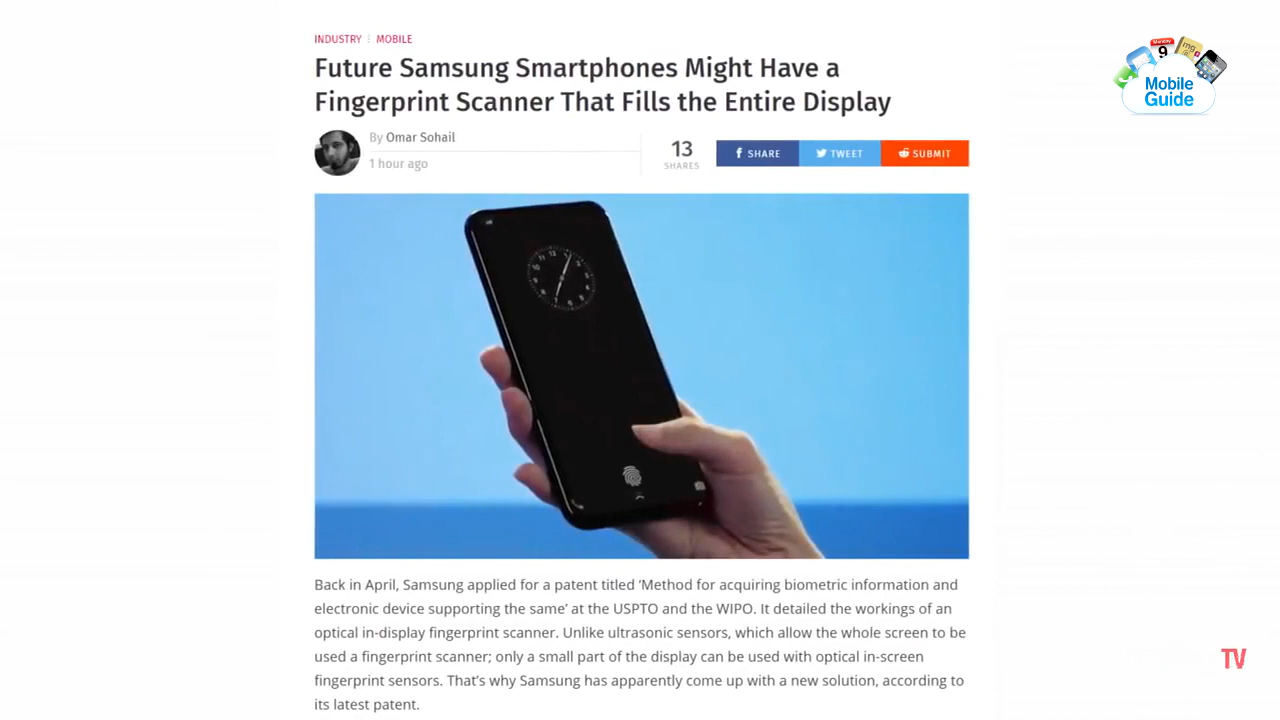 INDUSTRY MOBILE
Future Samsung Smartphones Might Have a
Fingerprint Scanner That Fills the Entire Display
By Omar Sohail
1 hour ago
13
SHARES
SHARE
TWEET
SUBMIT
Monday
9
mg
Mobile
Guide
12
Back in April, Samsung applied for a patent titled ‘Method for acquiring biometric information and
electronic device supporting the same’ at the USPTO and the WIPO. It detailed the workings of an
optical in-display fingerprint scanner. Unlike ultrasonic sensors, which allow the whole screen to be
used a fingerprint scanner; only a small part of the display can be used with optical in-screen
fingerprint sensors. That’s why Samsung has apparently come up with a new solution, according to
its latest patent.
TV